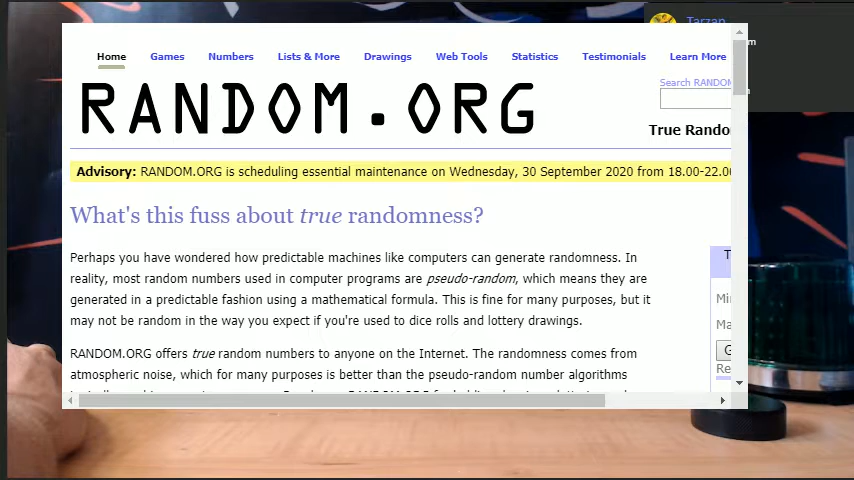 Tarzan
Home Games Numbers Lists & More Drawings Web Tools Statistics Testimonials Learn More
RANDOM.ORG
Search RANDOM
True Rando
Advisory: RANDOM.ORG is scheduling essential maintenance on Wednesday, 30 September 2020 from 18.00-22.0
What's this fuss about true randomness?
Perhaps you have wondered how predictable machines like computers can generate randomness. In
reality, most random numbers used in computer programs are pseudo-random, which means they are
generated in a predictable fashion using a mathematical formula. This is fine for many purposes, but it
may not be random in the way you expect if you're used to dice rolls and lottery drawings.
RANDOM.ORG offers true random numbers to anyone on the Internet. The randomness comes from
atmospheric noise, which for many purposes is better than the pseudo-random number algorithms
T
Mi
Ma
G
Re